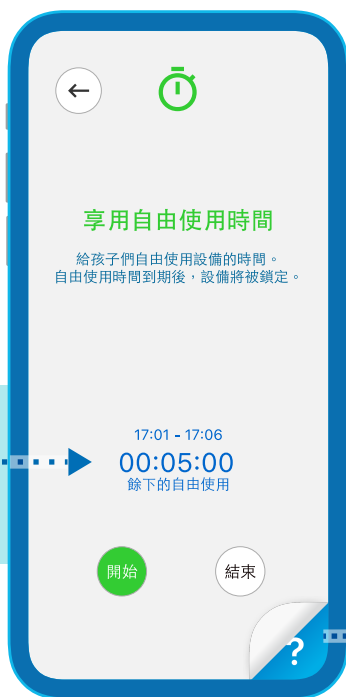 享用自由使用時間
給孩子們自由使用設備的時間。
自由使用時間到期後，設備將被鎖定。
17:01 - 17:06
00:05:00
餘下的自由使用
開始
結束
?